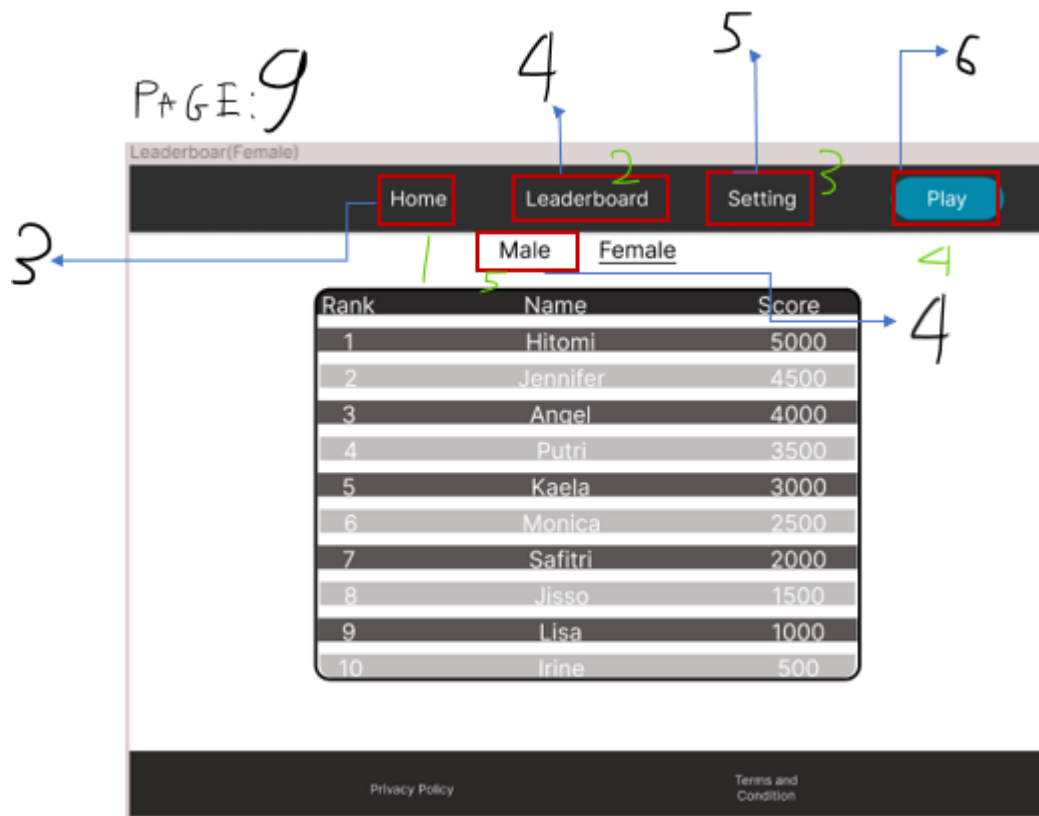 5
4
6
PAGE: 9
Leaderboar(Female)
2
3
Home Leaderboard Setting Play
3
1
Male Female
5
4
4
Rank Name Score
1 Hitomi 5000
2 Jennifer 4500
3 Angel 4000
4 Putri 3500
5 Kaela 3000
6 Monica 2500
7 Safitri 2000
8 Jisso 1500
9 Lisa 1000
10 Irine 500
Privacy Policy
Terms and
Condition